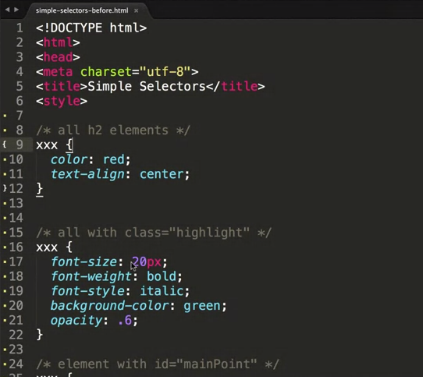 simple-selectors-before.html ×
1 <!DOCTYPE html>
2 <html>
3 <head>
4 <meta charset="utf-8">
5 <title>Simple Selectors</title>
6 <style>
7
8 /* all h2 elements */
9 xxx {
10 color: red;
11 text-align: center;
12 }
13
14
15 /* all with class="highlight" */
16 xxx {
17 font-size: 20px;
18 font-weight: bold;
19 font-style: italic;
20 background-color: green;
21 opacity: .6;
22 }
23
24 /* element with id="mainPoint" */